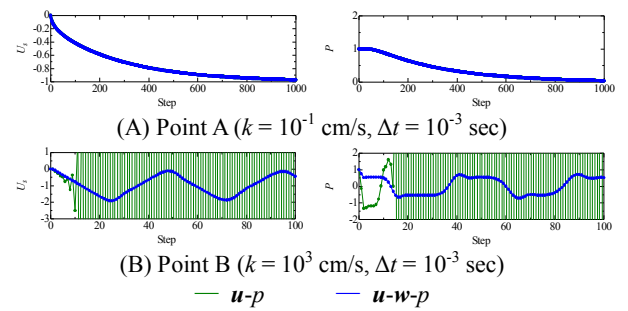 0
-0.2
-0.4
-0.6
-0.8
-1
Uz
0 200 400 600 800 1000
Step
2
1
0
P
0 200 400 600 800 1000
Step
(A) Point A (k = 10⁻¹ cm/s, Δt = 10⁻³ sec)
1
0
-1
-2
-3
Uz
0 20 40 60 80 100
Step
2
1
0
-1
-2
P
0 20 40 60 80 100
Step
(B) Point B (k = 10³ cm/s, Δt = 10⁻³ sec)
u-p u-w-p